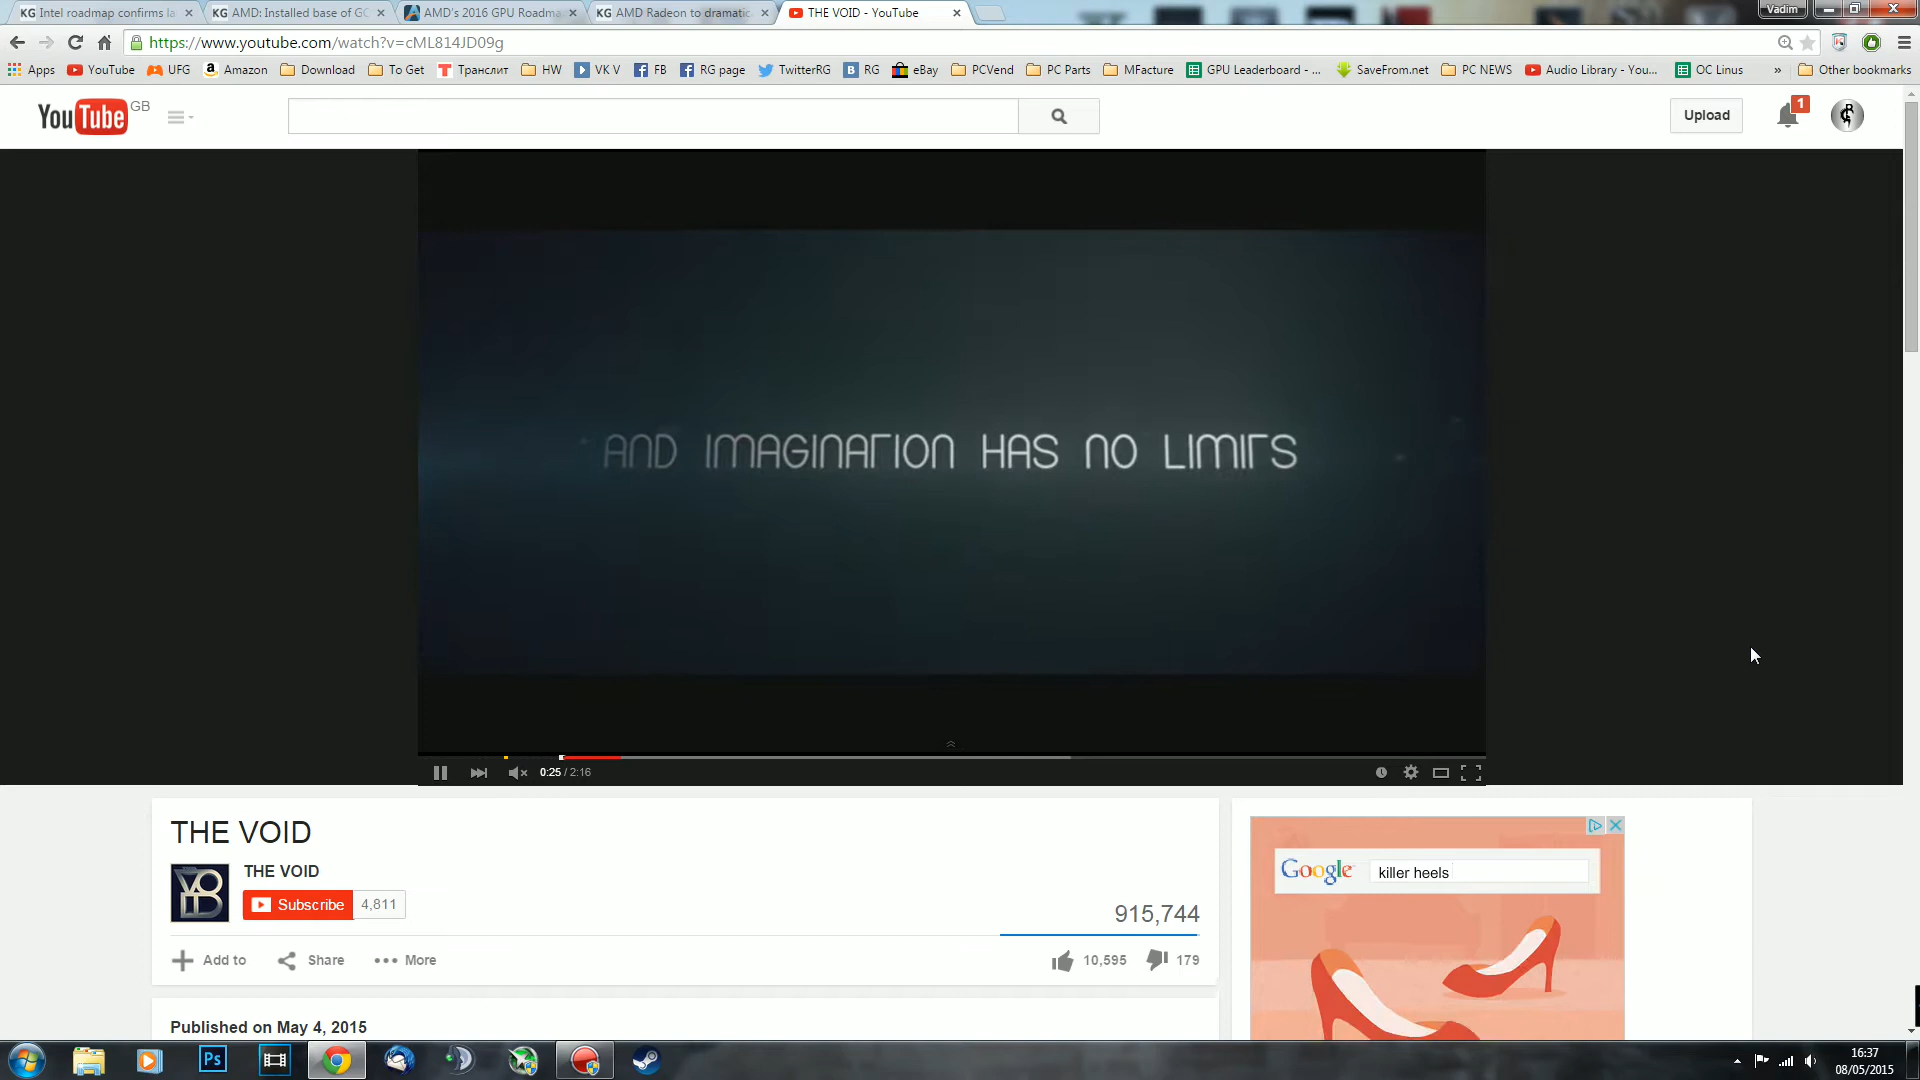 KG Intel roadmap confirms la
KG AMD: Installed base of GC
AMD's 2016 GPU Roadma
KG AMD Radeon to dramatic
THE VOID - YouTube
Vadim
https://www.youtube.com/watch?v=cML814JD09g
Apps YouTube UFG Amazon Download To Get Транслит HW VK V FB RG page TwitterRG RG eBay PCVend PC Parts MFacture GPU Leaderboard - ... SaveFrom.net PC NEWS Audio Library - You... OC Linus » Other bookmarks
YouTube GB
Upload
1
AND IMAGINATION HAS NO LIMITS
0:25 / 2:16
THE VOID
THE VOID
Subscribe 4,811
915,744
Add to Share More
10,595 179
Published on May 4, 2015
Google killer heels
Ps
16:37
08/05/2015